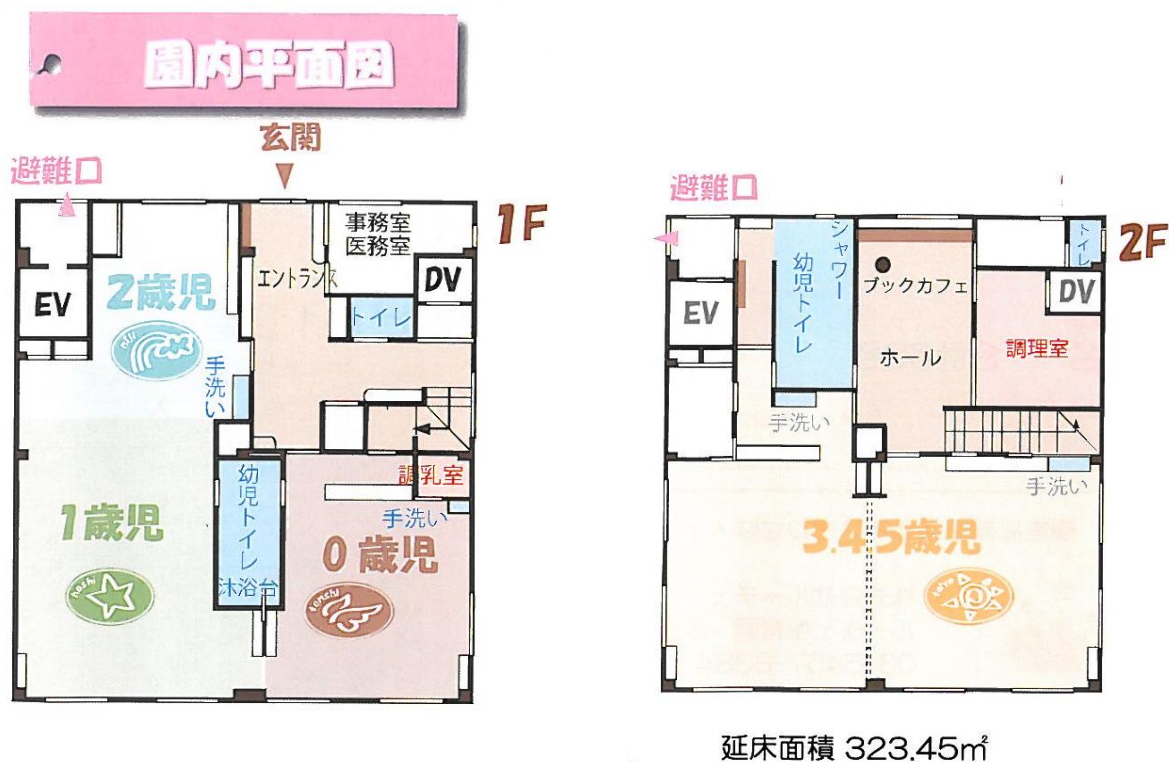 園内平面図
玄関
避難口
1F
事務室
医務室
エントランス
DV
EV
2歳児
niji
トイレ
手洗い
1歳児
hoshi
幼児トイレ
沐浴台
調乳室
手洗い
0歳児
tenshi
避難口
2F
シャワー
幼児トイレ
トイレ
ブックカフェ
DV
EV
ホール
調理室
手洗い
手洗い
3.4.5歳児
taiyo
延床面積 323.45㎡